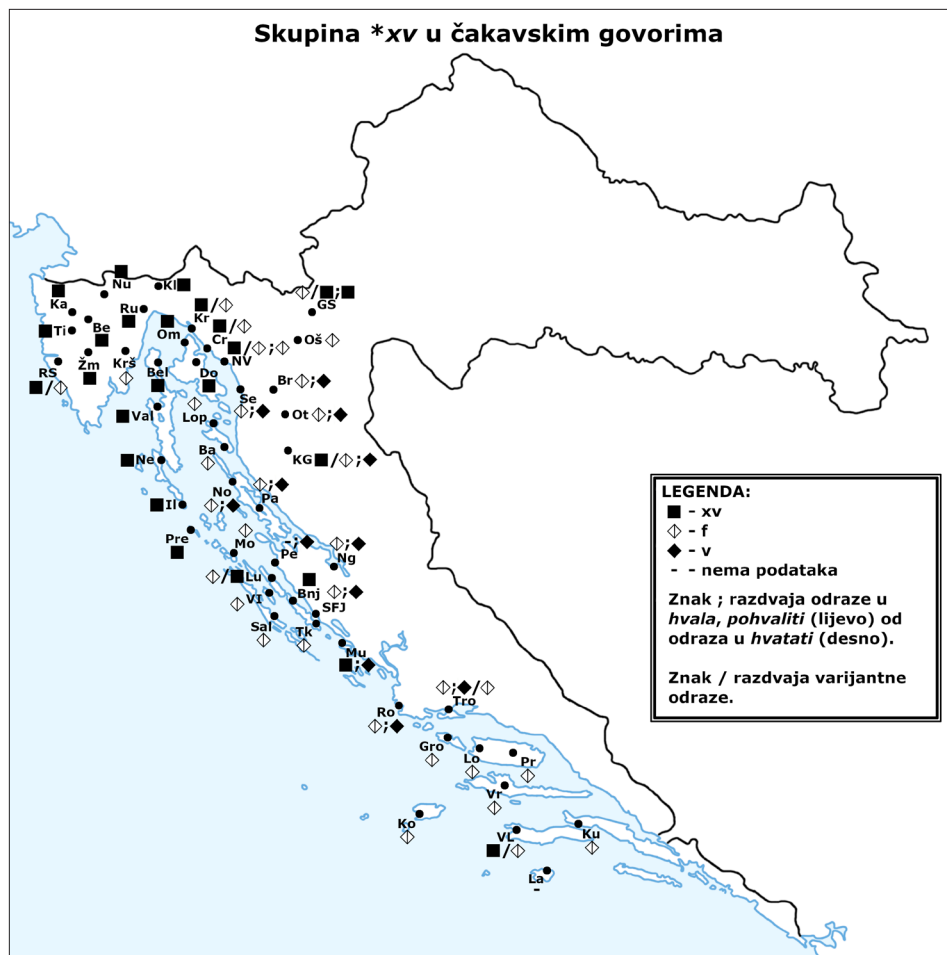 Skupina *xv u čakavskim govorima
Nu
Kl
Ka
GS
Ru
Kr
Be
Ti
Cr
Om
Oš
NV
Žm
Krš
RS
Bel
Do
Br
Se
Val
Lop
Ot
Ba
KG
Ne
No
Pa
Il
Pre
Mo
Pe
Ng
Lu
VI
Bnj
SFJ
Sal
Tk
Mu
Tro
Ro
Gro
Lo
Pr
Vr
Ko
VL
Ku
La
LEGENDA:
- xv
- f
- v
- - nema podataka
Znak ; razdvaja odraze u
hvala, pohvaliti (lijevo) od
odraza u hvatati (desno).
Znak / razdvaja varijantne
odraze.